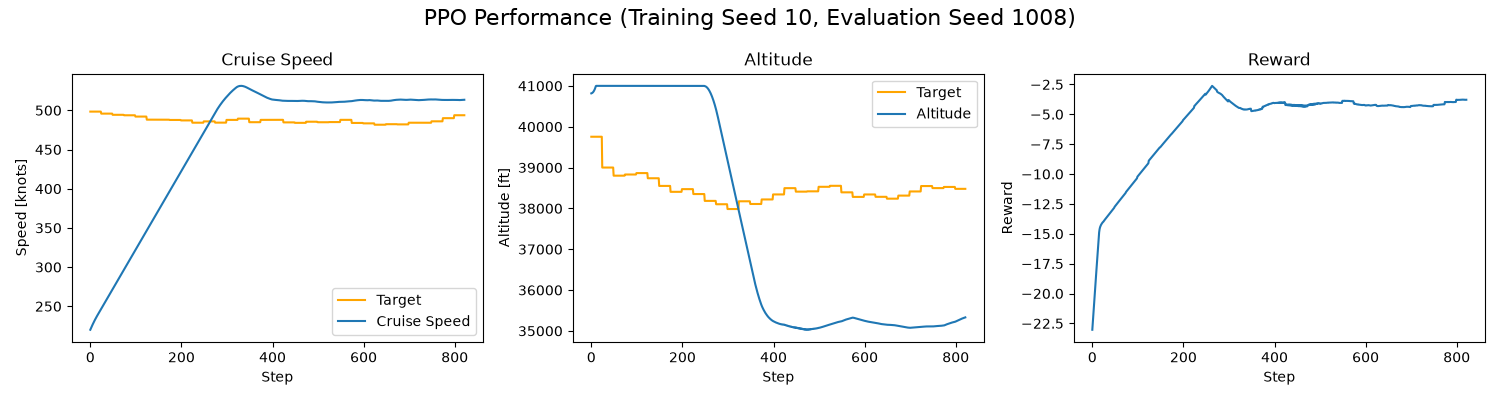 PPO Performance (Training Seed 10, Evaluation Seed 1008)
Cruise Speed
Speed [knots]
500
450
400
350
300
250
0
200
400
600
800
Step
Target
Cruise Speed
Altitude
Altitude [ft]
41000
40000
39000
38000
37000
36000
35000
0
200
400
600
800
Step
Target
Altitude
Reward
Reward
−2.5
−5.0
−7.5
−10.0
−12.5
−15.0
−17.5
−20.0
−22.5
0
200
400
600
800
Step